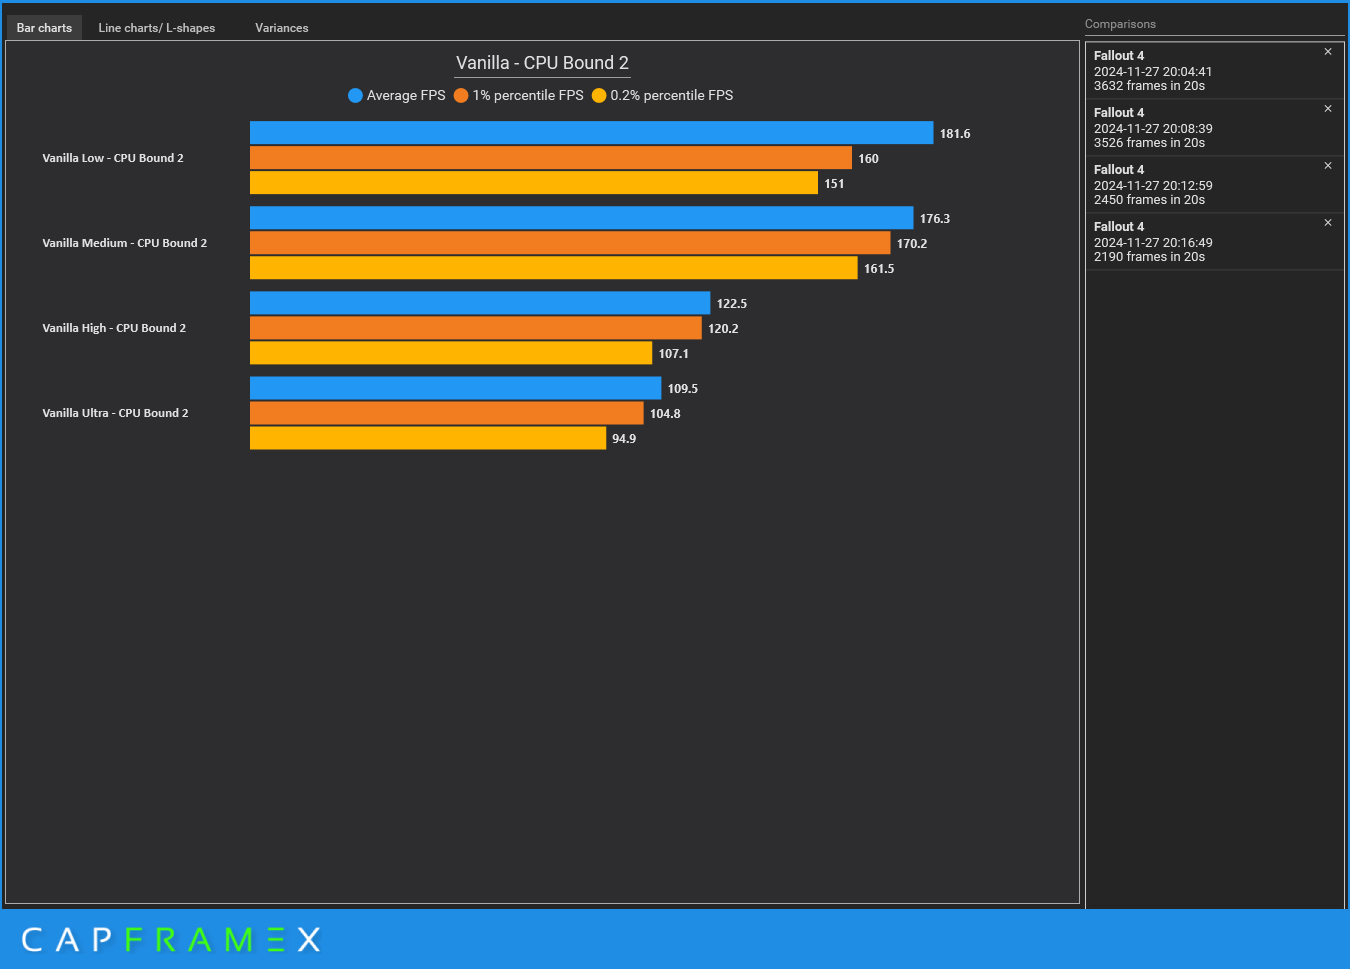 Bar charts
Line charts/ L-shapes
Variances
Comparisons
Vanilla - CPU Bound 2
Average FPS
1% percentile FPS
0.2% percentile FPS
Vanilla Low - CPU Bound 2
181.6
160
151
Vanilla Medium - CPU Bound 2
176.3
170.2
161.5
Vanilla High - CPU Bound 2
122.5
120.2
107.1
Vanilla Ultra - CPU Bound 2
109.5
104.8
94.9
Fallout 4
2024-11-27 20:04:41
3632 frames in 20s
Fallout 4
2024-11-27 20:08:39
3526 frames in 20s
Fallout 4
2024-11-27 20:12:59
2450 frames in 20s
Fallout 4
2024-11-27 20:16:49
2190 frames in 20s
CAPFRAMEX